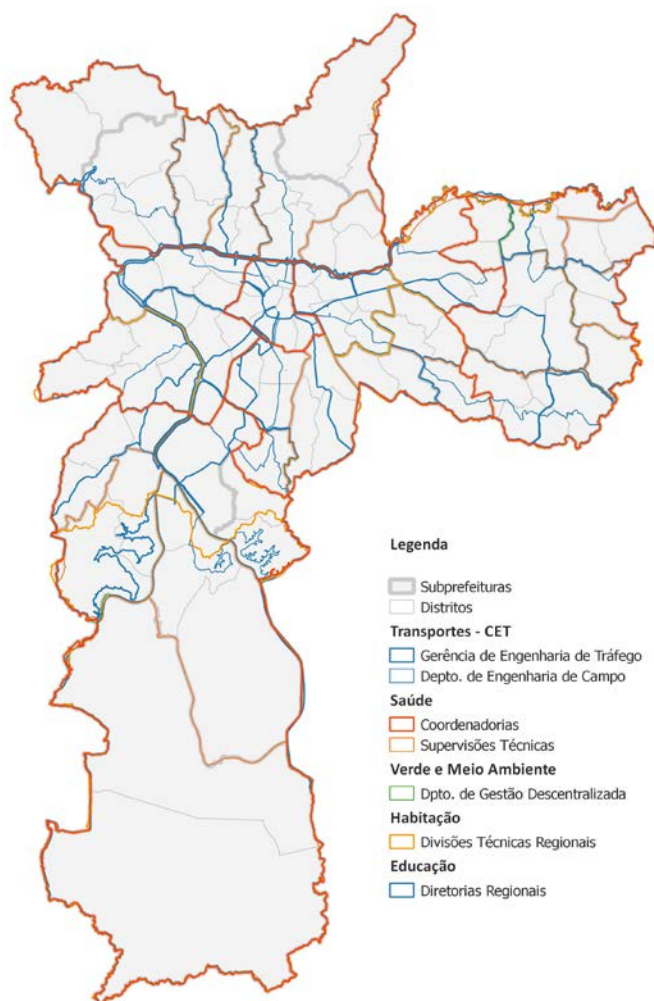 Legenda
Subprefeituras
Distritos
Transportes - CET
Gerência de Engenharia de Tráfego
Depto. de Engenharia de Campo
Saúde
Coordenadorias
Supervisões Técnicas
Verde e Meio Ambiente
Dpto. de Gestão Descentralizada
Habitação
Divisões Técnicas Regionais
Educação
Diretorias Regionais